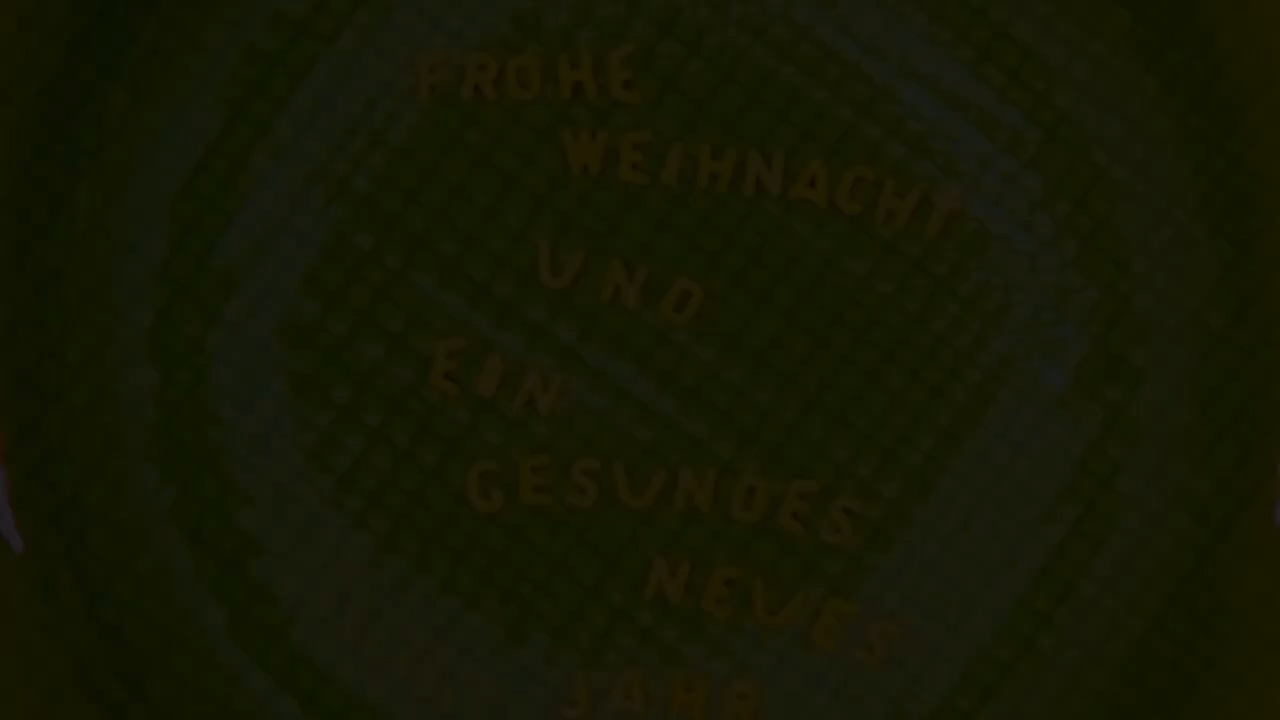 FROHE
WEIHNACHT
UND
EIN
GESUNDES
NEUES
JAHR